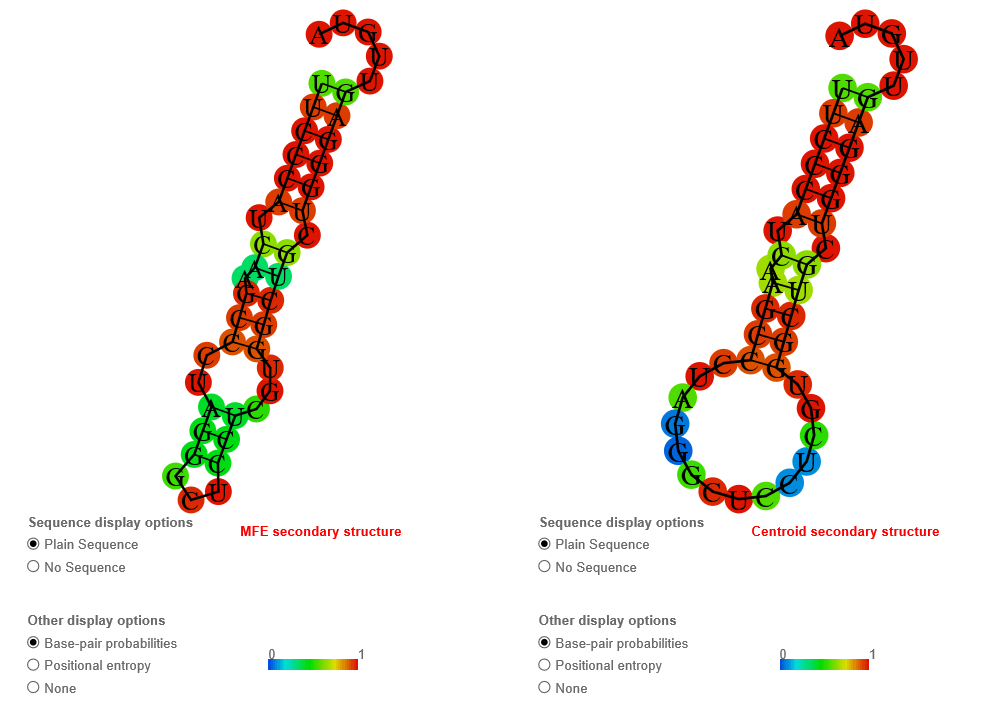 UUCCCAUCAAGCCCUAGGGCUCCUCGUGGCUGCUGGGAGUUGUA
UUCCCAUCAAGCCCUAGGGCUCCUCGUGGCUGCUGGGAGUUGUA
Sequence display options
MFE secondary structure
Plain Sequence
No Sequence
Other display options
Base-pair probabilities
0 1
Positional entropy
None
Sequence display options
Centroid secondary structure
Plain Sequence
No Sequence
Other display options
Base-pair probabilities
0 1
Positional entropy
None